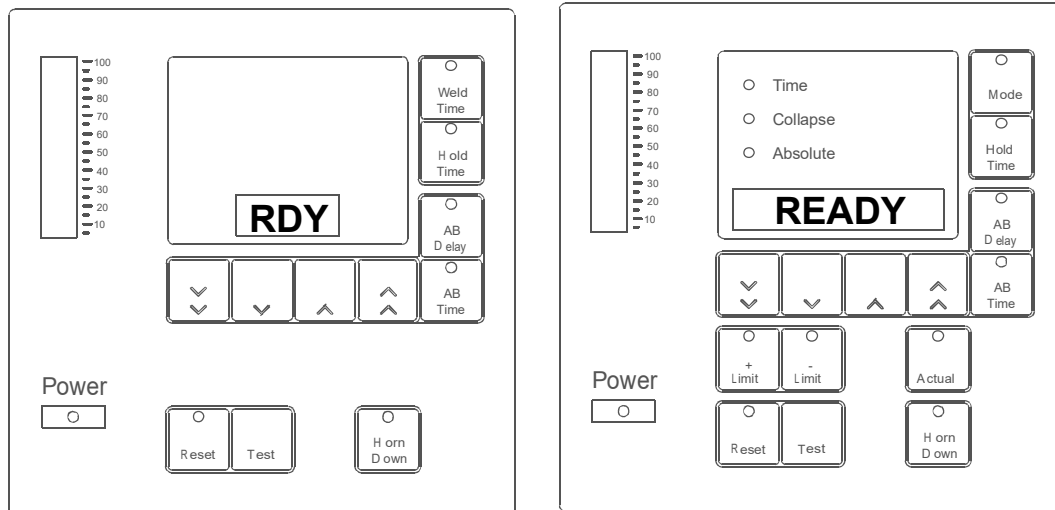 100
90
80
70
60
50
40
30
20
10
Weld
Time
Hold
Time
RDY
AB
Delay
AB
Time
Power
Reset
Test
Horn
Down
100
90
80
70
60
50
40
30
20
10
Time
Collapse
Absolute
Mode
Hold
Time
READY
AB
Delay
AB
Time
+
Limit
-
Limit
Actual
Power
Reset
Test
Horn
Down